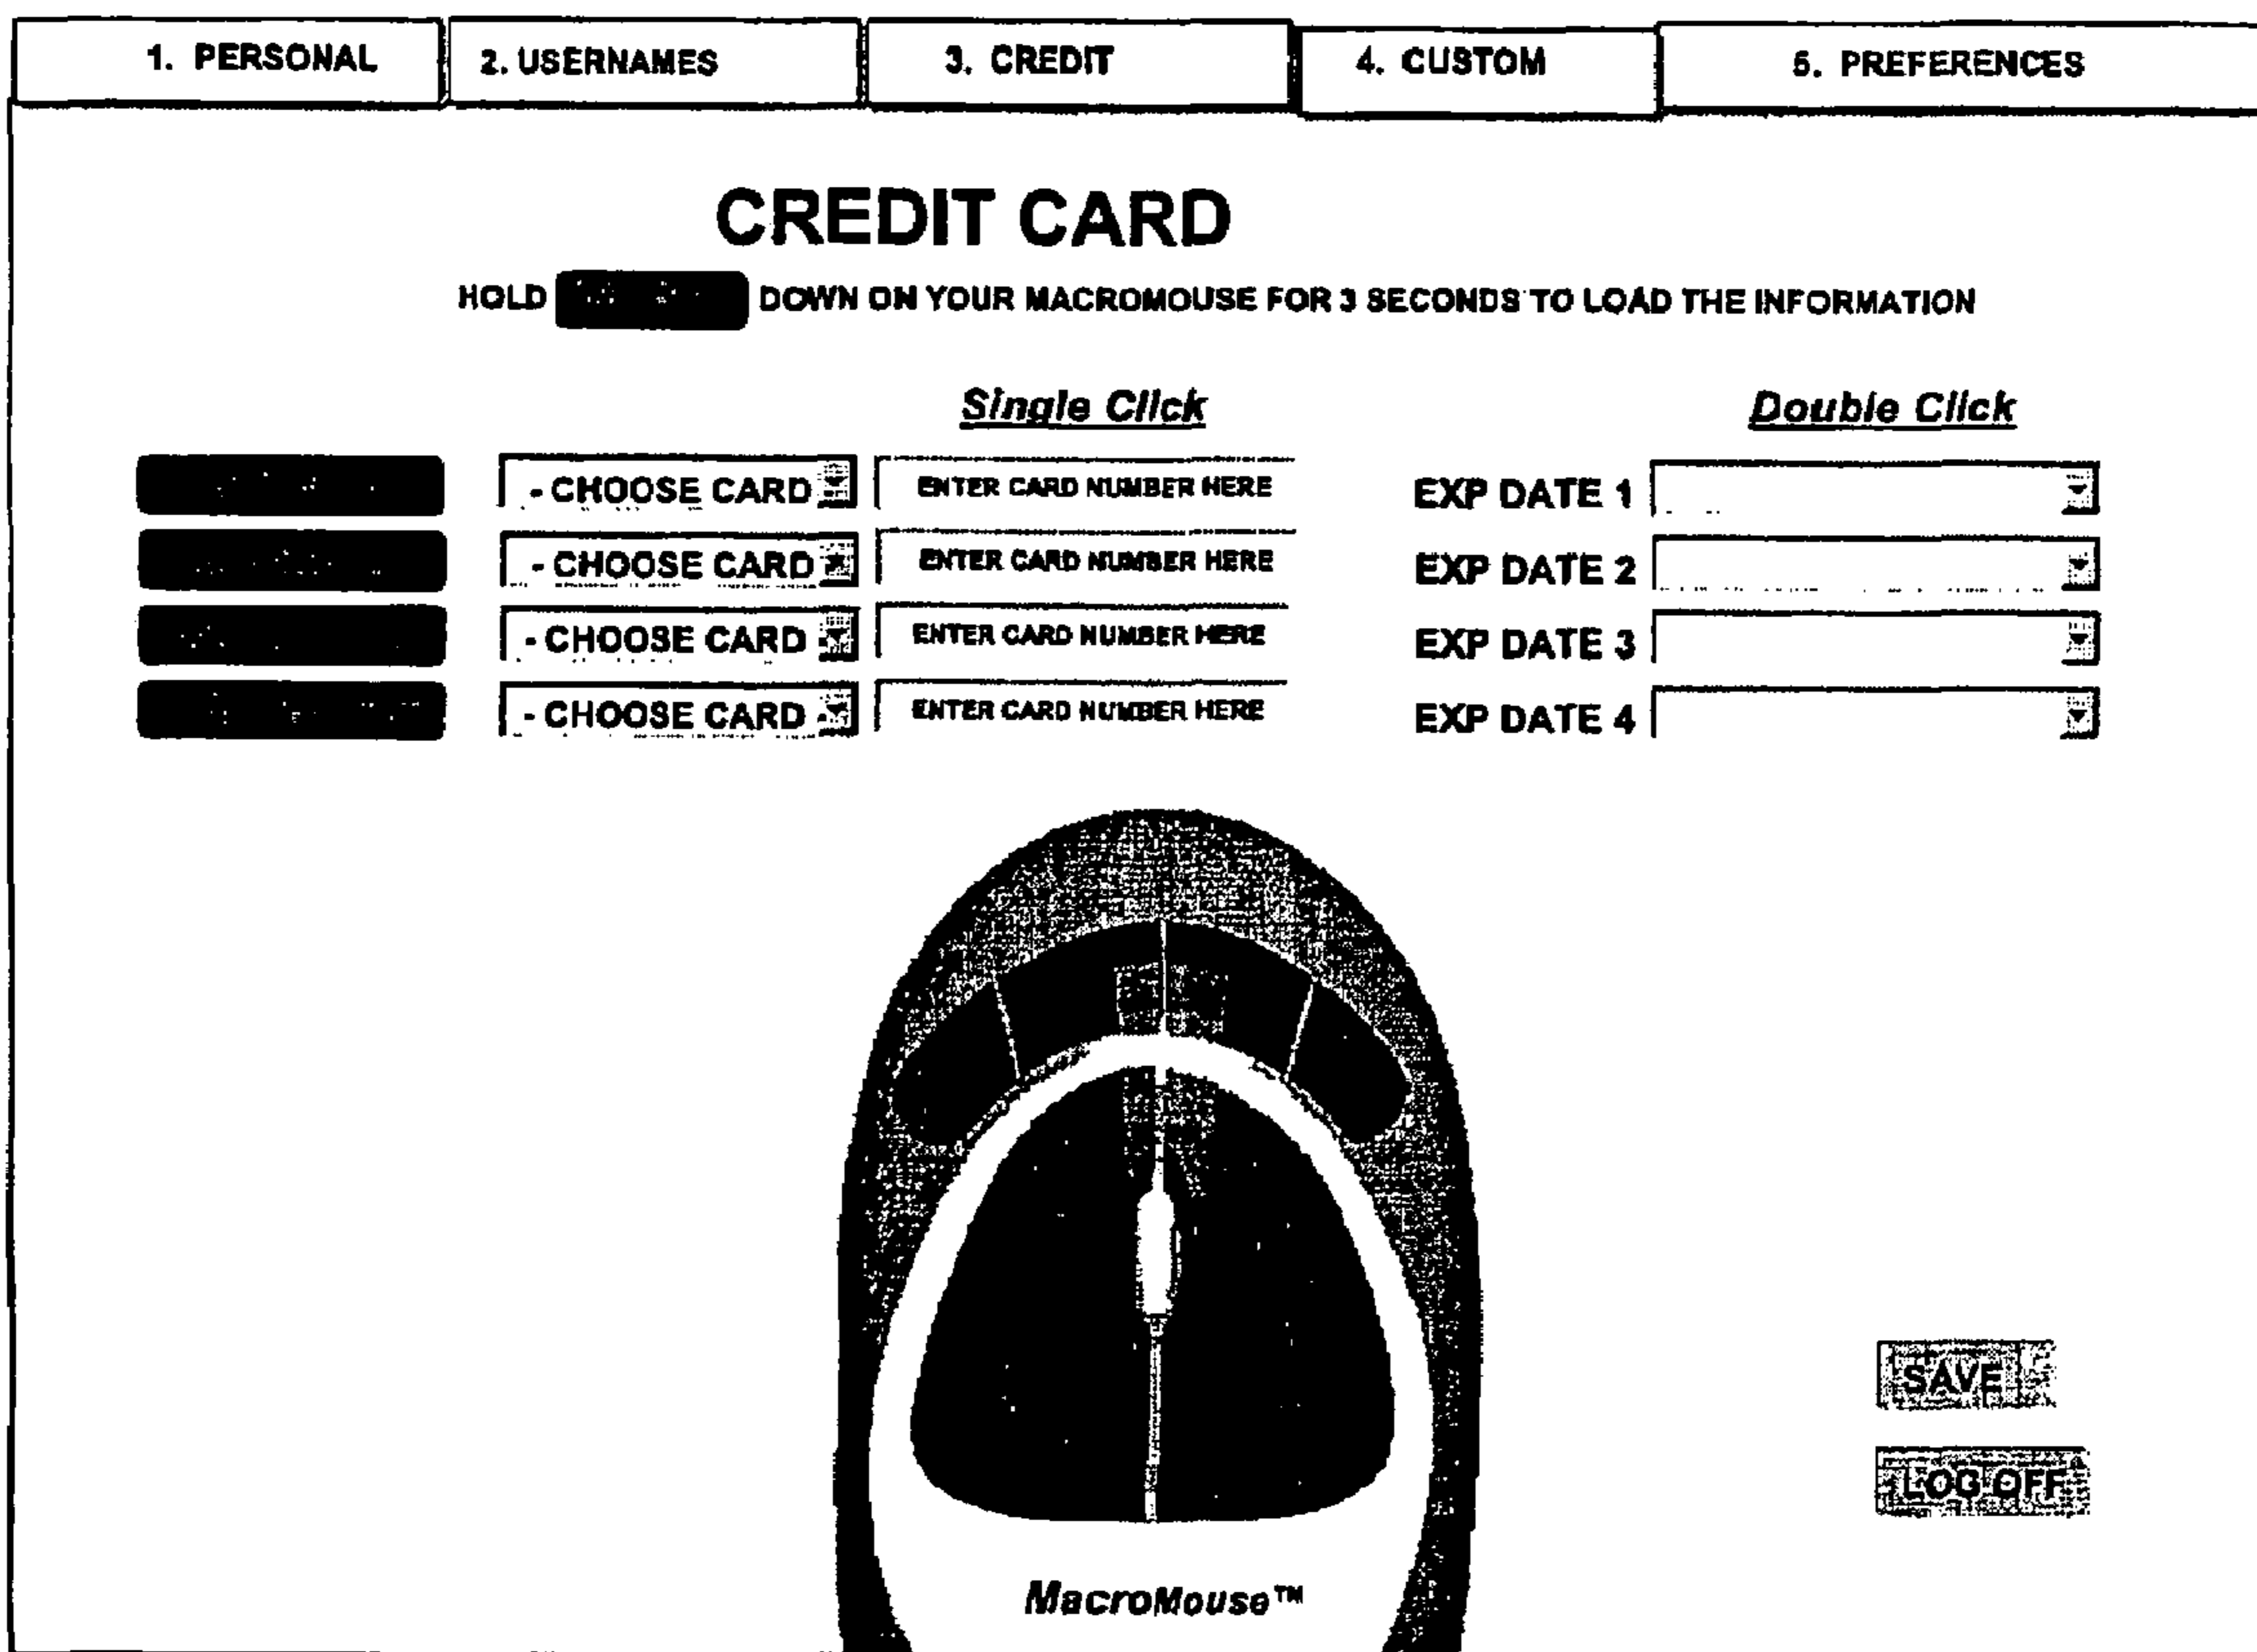 1. PERSONAL 2. USERNAMES 3. CREDIT 4. CUSTOM 5. PREFERENCES
CREDIT CARD
HOLD DOWN ON YOUR MACROMOUSE FOR 3 SECONDS TO LOAD THE INFORMATION
Single Click Double Click
- CHOOSE CARD - ENTER CARD NUMBER HERE EXP DATE 1
- CHOOSE CARD - ENTER CARD NUMBER HERE EXP DATE 2
- CHOOSE CARD - ENTER CARD NUMBER HERE EXP DATE 3
- CHOOSE CARD - ENTER CARD NUMBER HERE EXP DATE 4
SAVE
LOG OFF
MacroMouse™